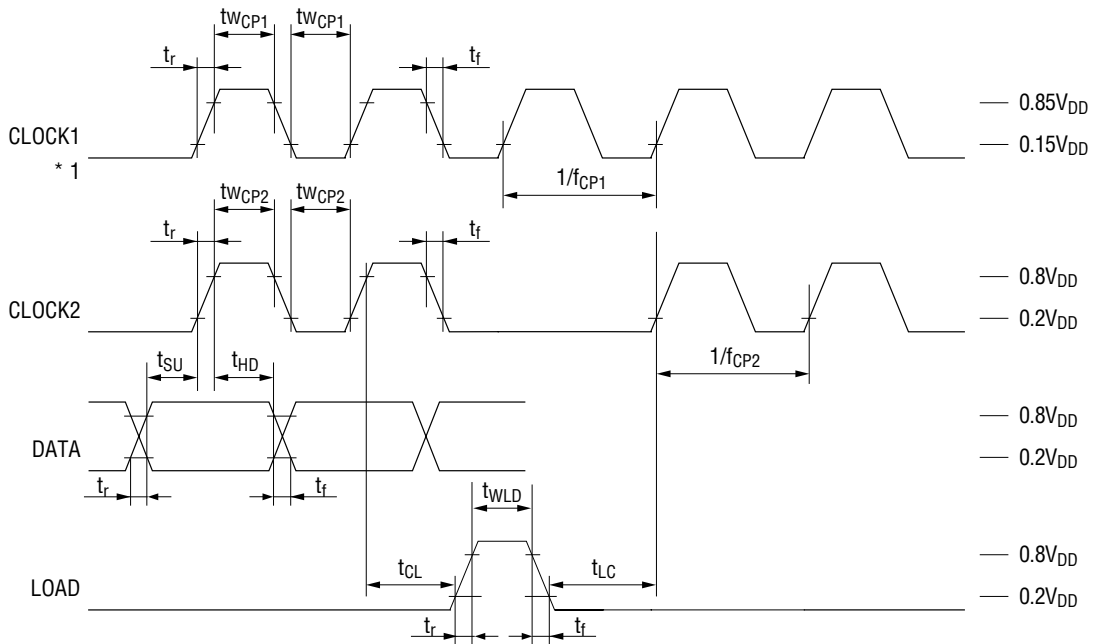 twCP1 twCP1
tr tf
0.85VDD
CLOCK1
0.15VDD
* 1
1/fCP1
twCP2 twCP2
tr tf
0.8VDD
CLOCK2
0.2VDD
tSU tHD
1/fCP2
0.8VDD
DATA
0.2VDD
tr tf
tWLD
0.8VDD
tCL tLC
LOAD
0.2VDD
tr tf